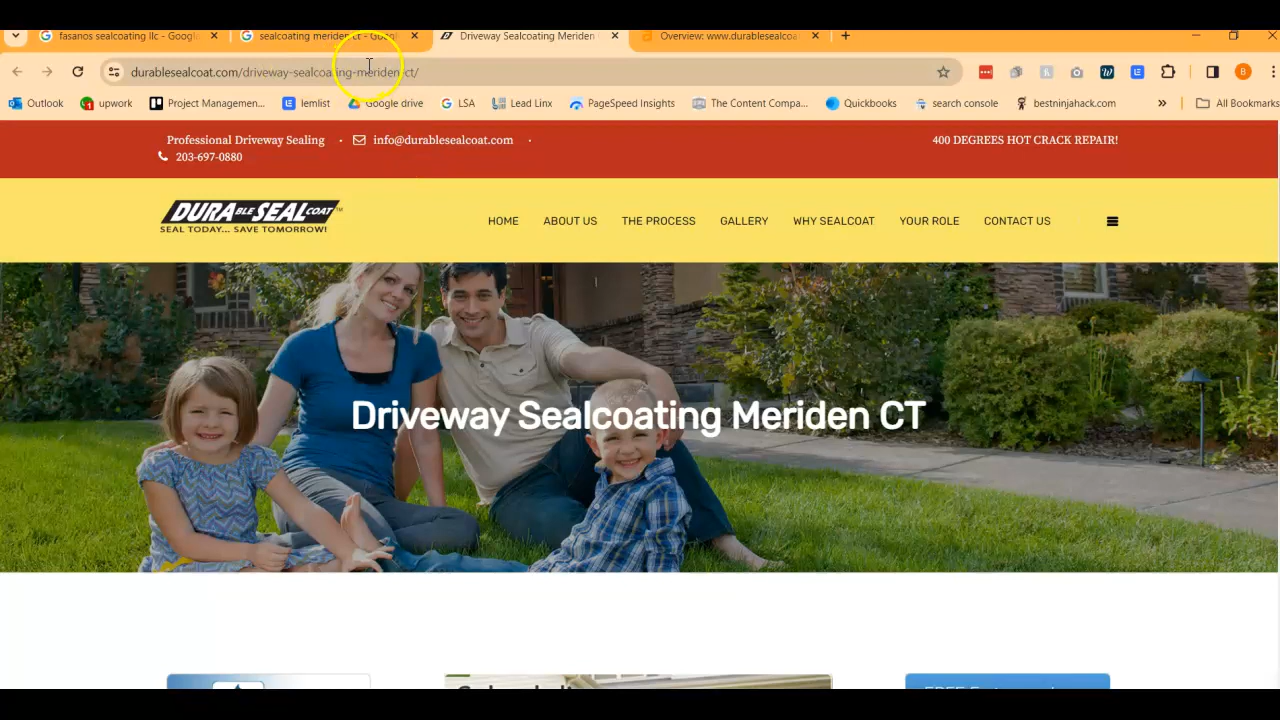 fasanos sealcoating llc - Google
sealcoating meriden ct - Googl
Driveway Sealcoating Meriden
Overview: www.durablesealcoa
durablesealcoat.com/driveway-sealcoating-meriden-ct/
Outlook
upwork
Project Managemen...
lemlist
Google drive
LSA
Lead Linx
PageSpeed Insights
The Content Compa...
Quickbooks
search console
bestninjahack.com
All Bookmarks
Professional Driveway Sealing · info@durablesealcoat.com ·
203-697-0880
400 DEGREES HOT CRACK REPAIR!
DURABLE SEALCOAT™
SEAL TODAY... SAVE TOMORROW!
HOME
ABOUT US
THE PROCESS
GALLERY
WHY SEALCOAT
YOUR ROLE
CONTACT US
Driveway Sealcoating Meriden CT